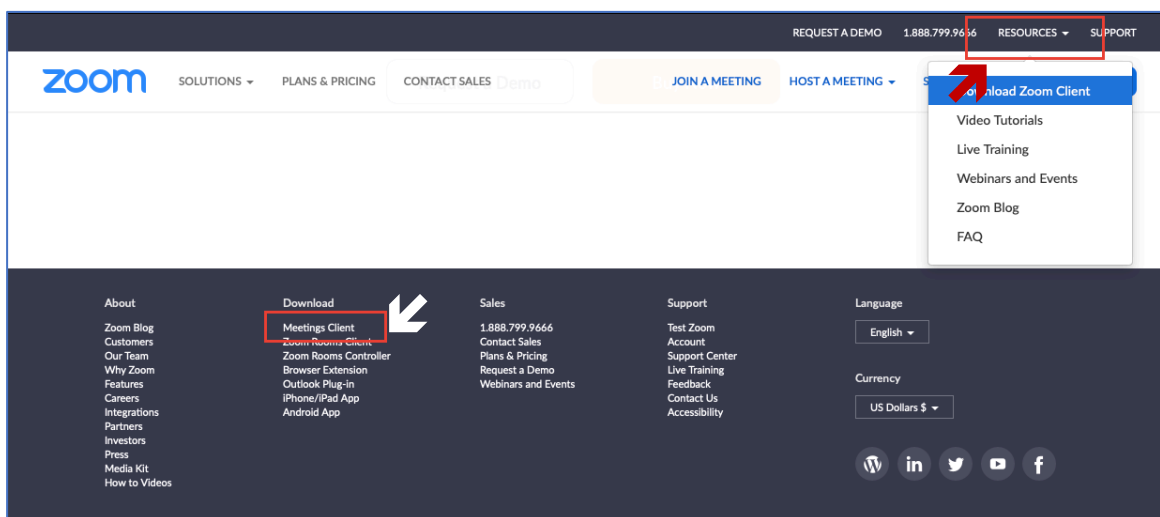 REQUEST A DEMO 1.888.799.9666 RESOURCES SUPPORT
zoom SOLUTIONS PLANS & PRICING CONTACT SALES Demo JOIN A MEETING HOST A MEETING
Download Zoom Client
Video Tutorials
Live Training
Webinars and Events
Zoom Blog
FAQ
About
Zoom Blog
Customers
Our Team
Why Zoom
Features
Careers
Integrations
Partners
Investors
Press
Media Kit
How to Videos
Download
Meetings Client
Zoom Rooms Client
Zoom Rooms Controller
Browser Extension
Outlook Plug-in
iPhone/iPad App
Android App
Sales
1.888.799.9666
Contact Sales
Plans & Pricing
Request a Demo
Webinars and Events
Support
Test Zoom
Account
Support Center
Live Training
Feedback
Contact Us
Accessibility
Language
English
Currency
US Dollars $